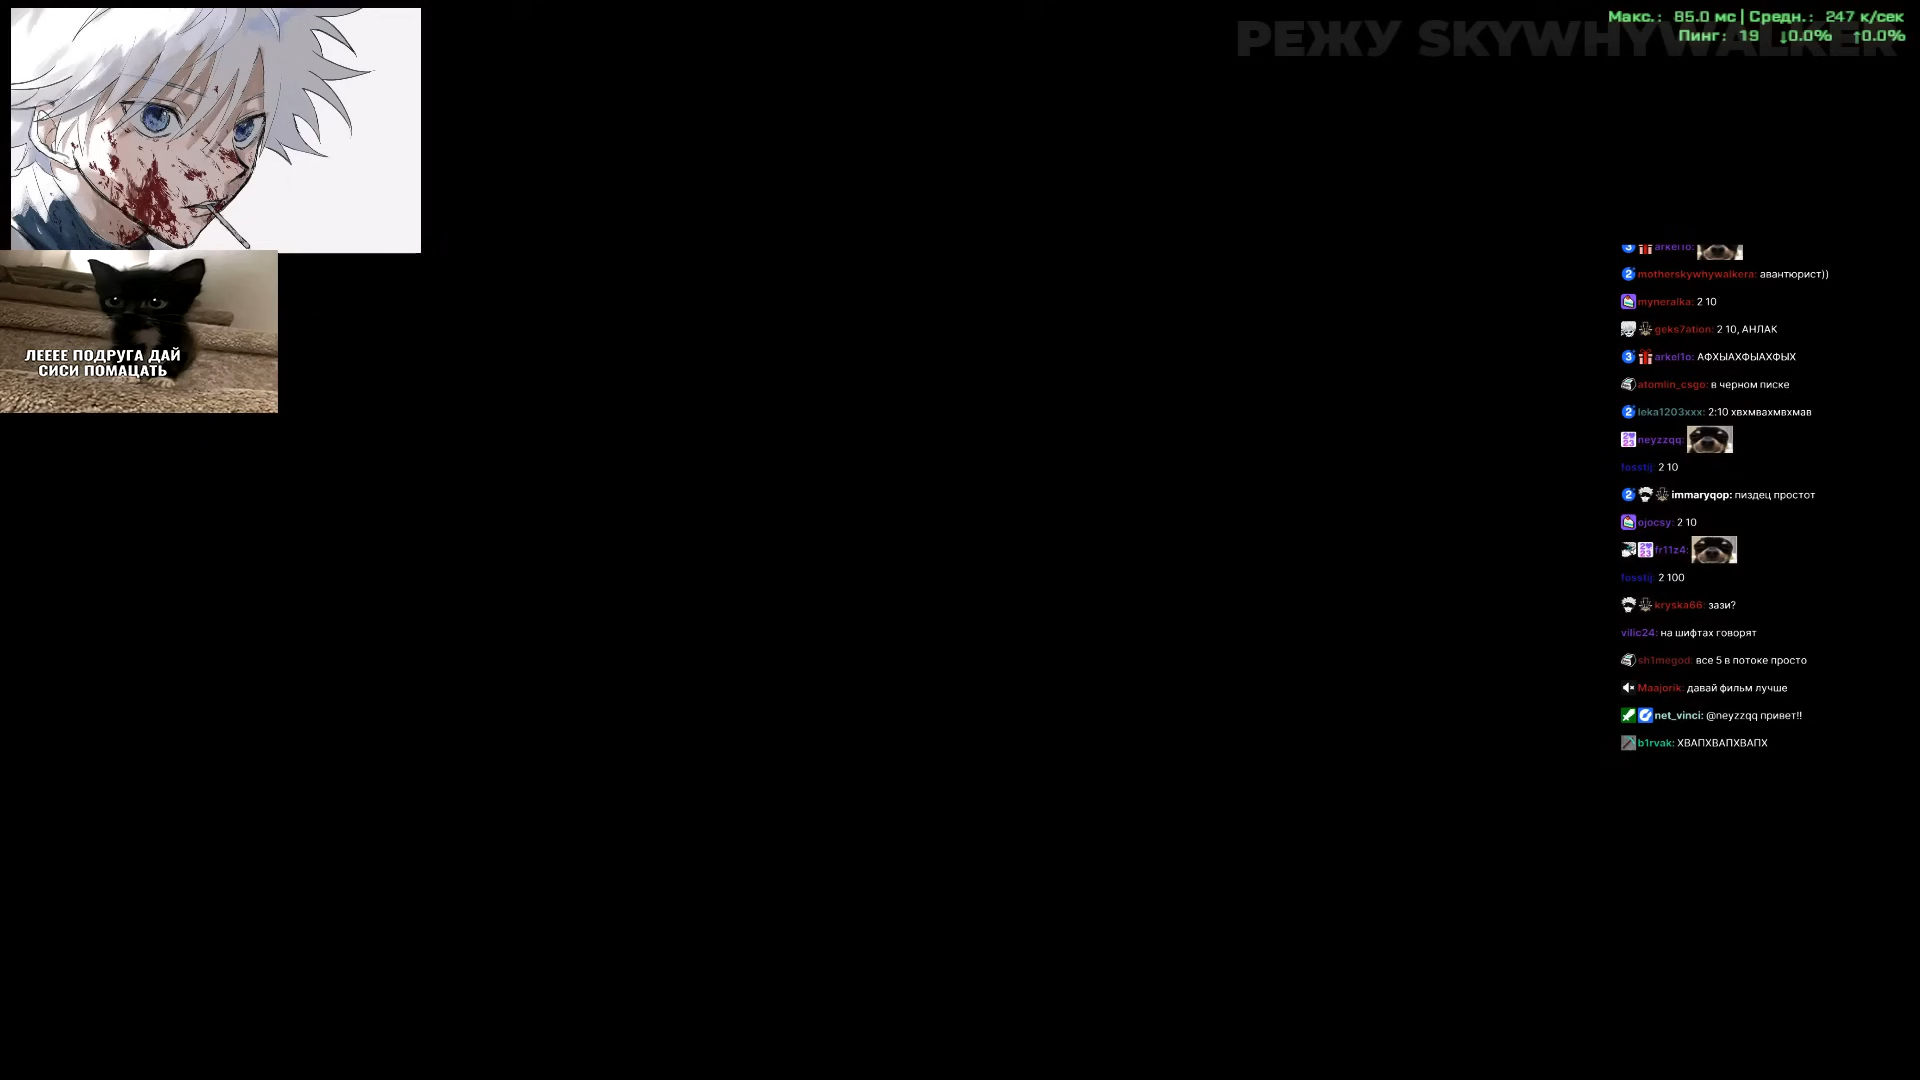 РЕЖУ SKYWHYWALKER
Макс.: 85.0 мс | Средн.: 247 к/сек
Пинг: 19 ↓0.0% ↑0.0%
ЛЕЕЕЕ ПОДРУГА ДАЙ
СИСИ ПОМАЦАТЬ
arkel1o:
motherskywhywalkera: авантюрист))
myneralka: 2 10
geks7ation: 2 10, АНЛАК
arkel1o: АФХЫАХФЫАХФЫХ
atomlin_csgo: в черном писке
leka1203xxx: 2:10 хвхмвахмвхмав
neyzzqq:
fosstij: 2 10
immaryqop: пиздец простот
ojocsy: 2 10
fr11z4:
fosstij: 2 100
kryska66: зази?
vilic24: на шифтах говорят
sh1megod: все 5 в потоке просто
Maajorik: давай фильм лучше
net_vinci: @neyzzqq привет!!
b1rvak: ХВАПХВАПХВАПХ